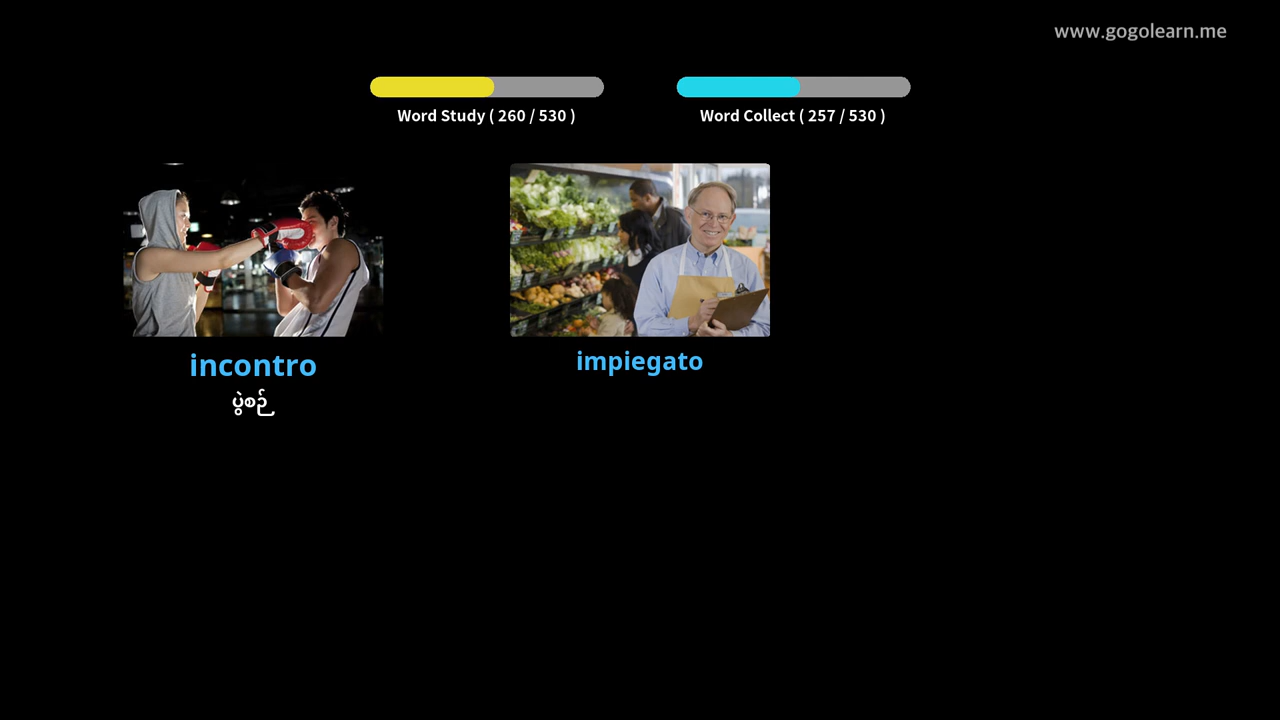 www.gogolearn.me
Word Study ( 260 / 530 )
Word Collect ( 257 / 530 )
incontro
ပွဲစဉ်
impiegato